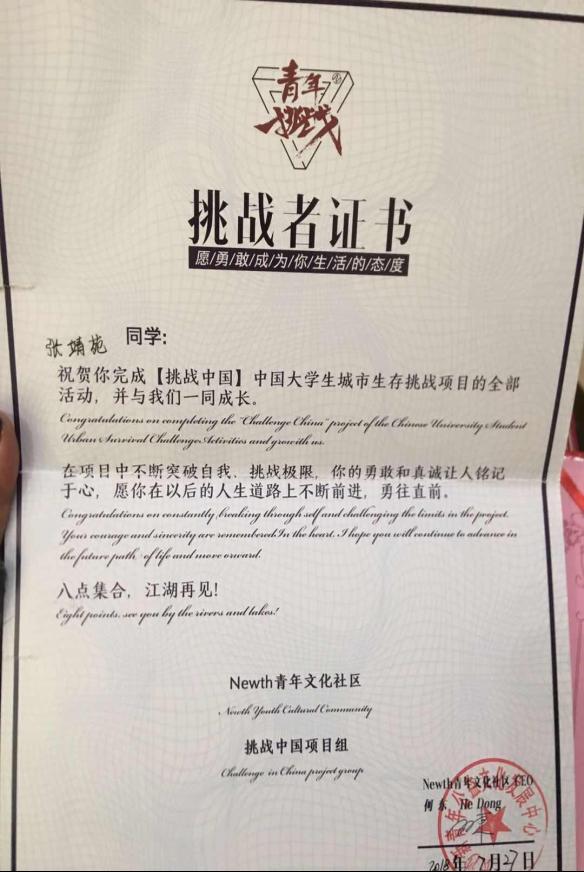 青年
挑战
挑战者证书
愿/勇/敢/成/为/你/生/活/的/态/度
张靖施 同学:
祝贺你完成【挑战中国】中国大学生城市生存挑战项目的全部
活动，并与我们一同成长。
Congratulations on completing the "Challenge China" project of the Chinese University Student
Urban Survival Challenge Activities and grow ith us.
在项目中不断突破自我、挑战极限，你的勇敢和真诚让人铭记
于心，愿你在以后的人生道路上不断前进，勇往直前。
Congratulations on constantly breaking through self and challenging the limits in the project.
Your courage and sincerity are remembered In the heart. I hope you will continue to advance in
the future path of life and move orward.
八点集合，江湖再见!
Eight points, see you by the rivers and lakes!
Newth青年文化社区
Newth Youth Cultural Community
挑战中国项目组
Challenge in China project group
Newth青年文化社区 CEO
何东 He Dong
2018年7月27日